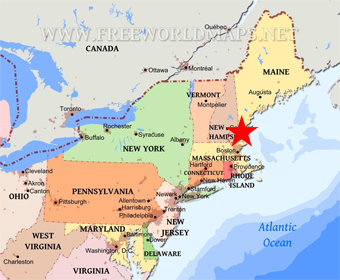 WWW.FREEWORLDMAPS.NET
Québec
CANADA
Ottawa
Montréal
MAINE
VERMONT
Augusta
Montpelier
Toronto
NEW
HAMPS
Rochester
Buffalo
Syracuse
Albany
NEW YORK
Boston
MASSACHUSETTS
Hartford
Providence
CONNECTICUT
RHODE
ISLAND
New Haven
Cleveland
Akron
Canton
OHIO
PENNSYLVANIA
Stamford
New York
Newark
Allentown
Trenton
Pittsburgh
Harrisburg
Philadelphia
NEW
JERSEY
MARYLAND
Baltimore
Dover
WEST
VIRGINIA
Washington, D.C.
DELAWARE
Charleston
VIRGINIA
Atlantic
Ocean